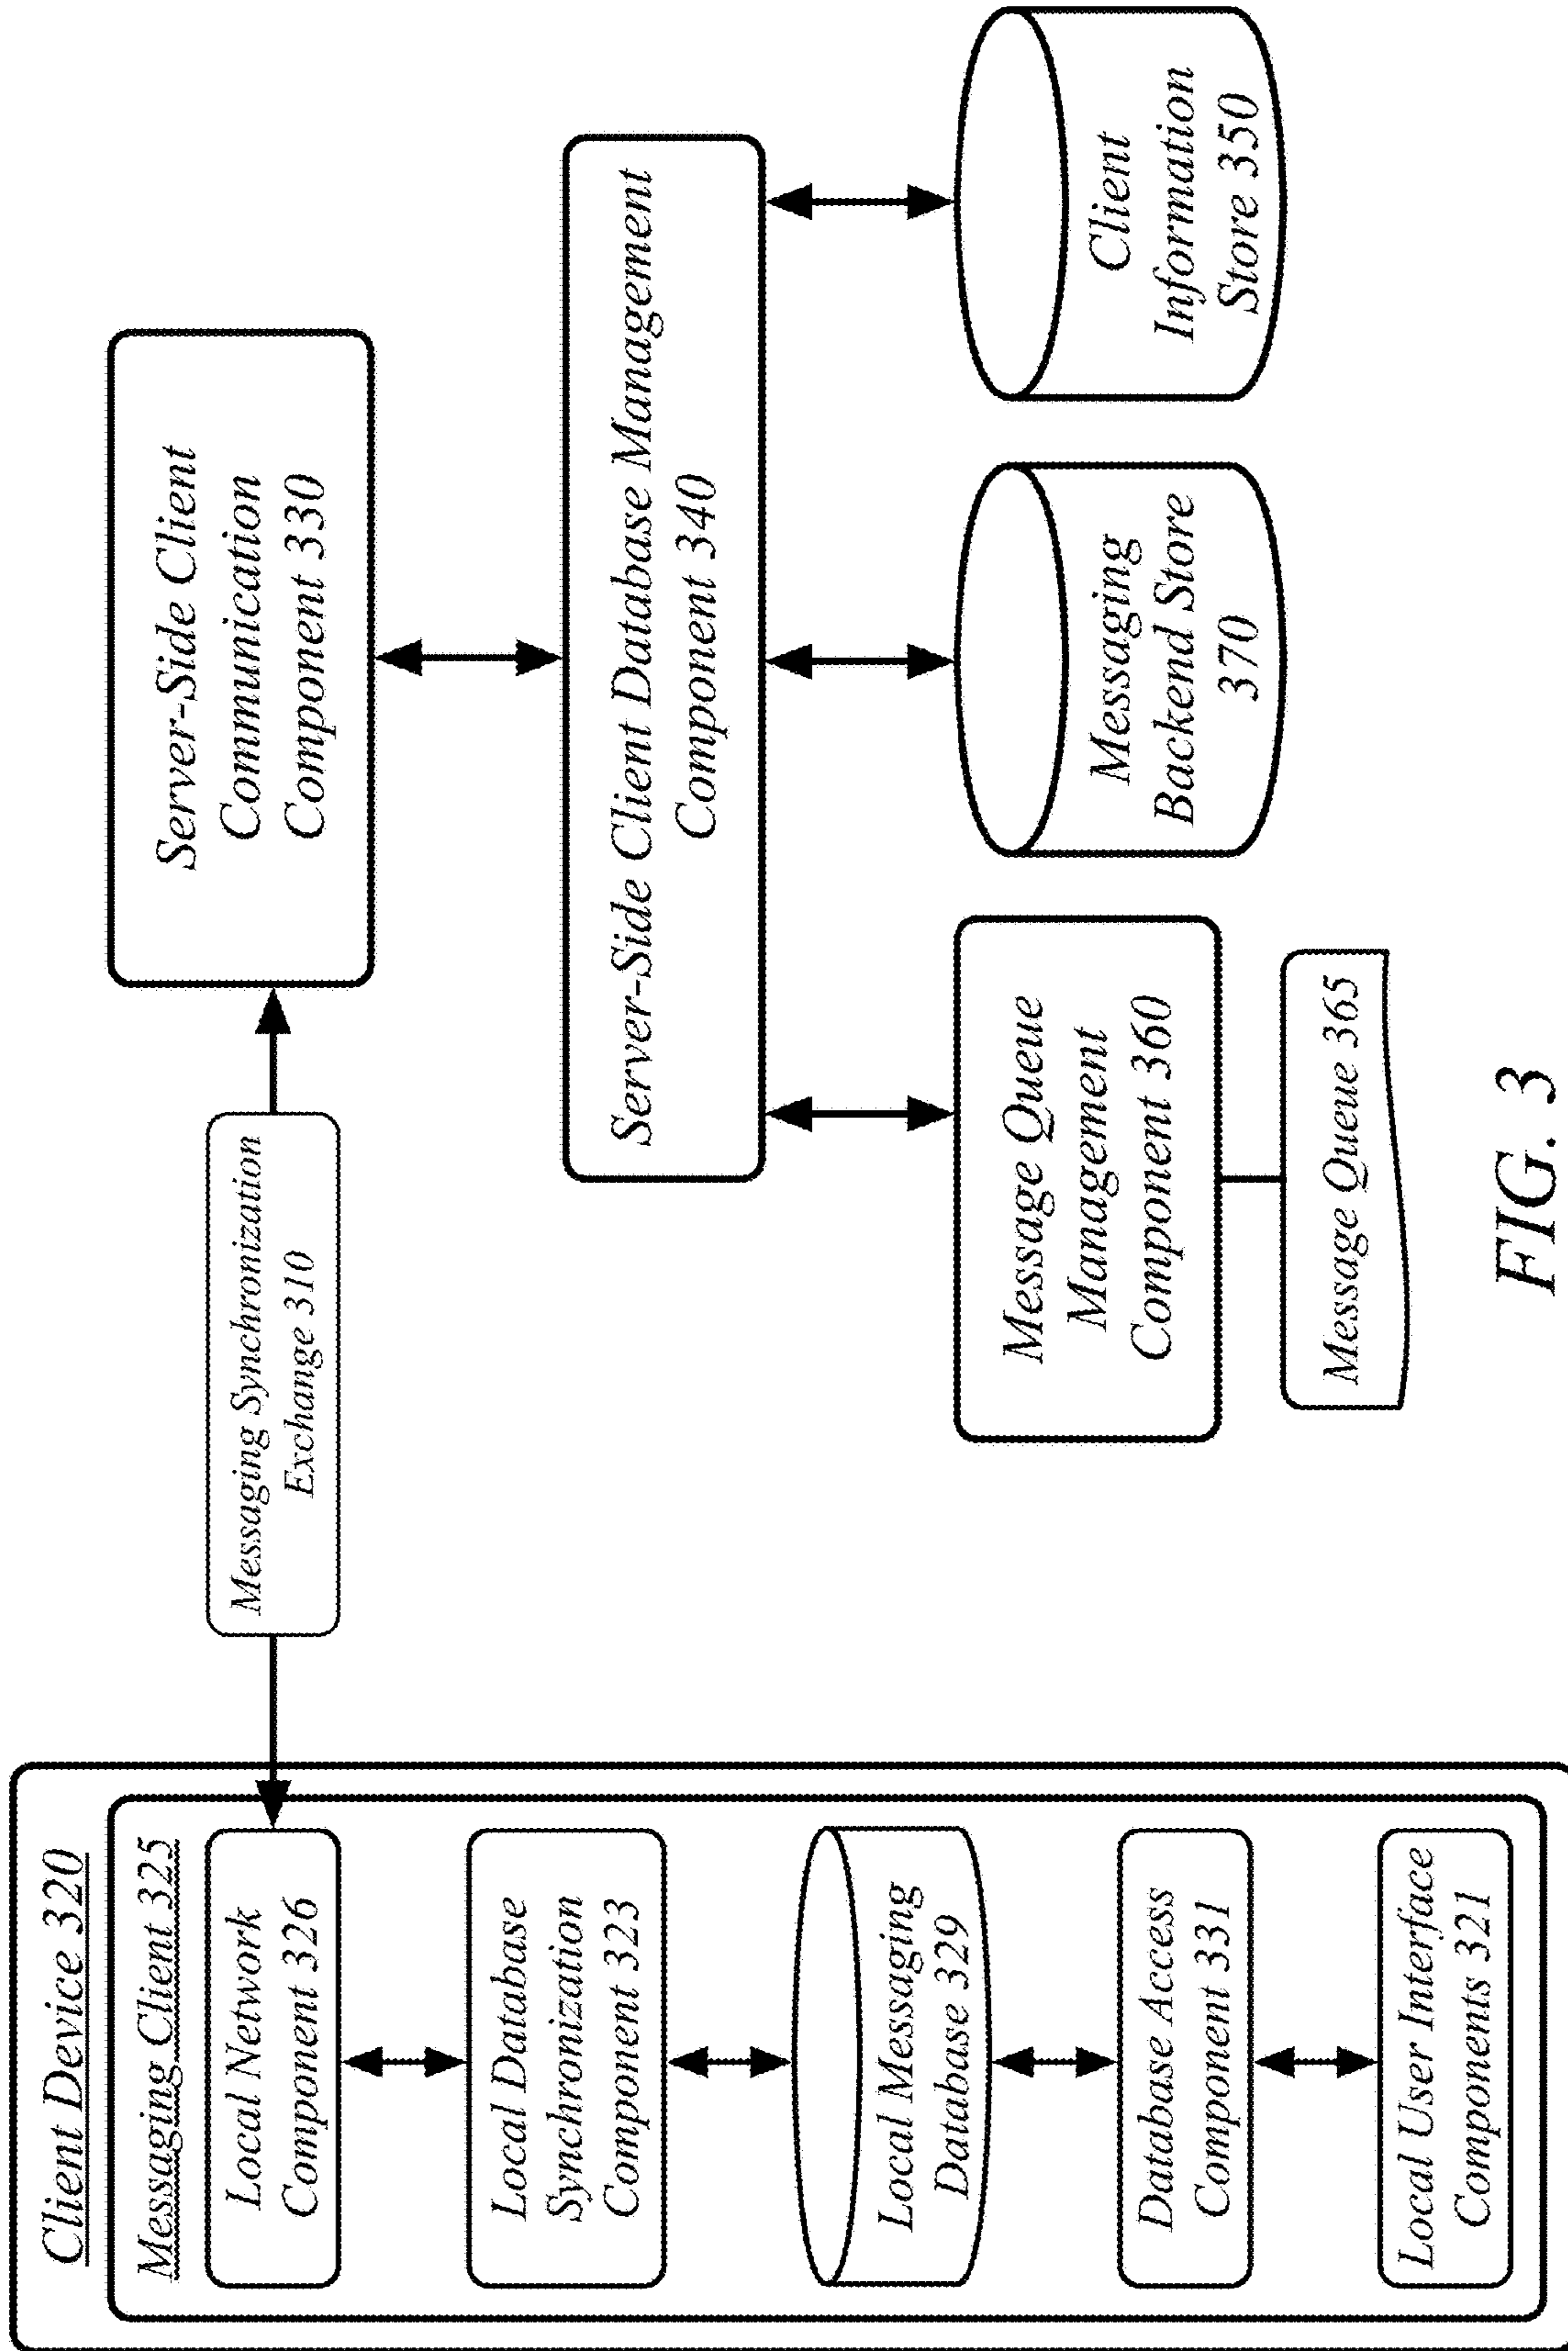 Client Device 320
Messaging Client 325
Local Network
Component 326
Local Database
Synchronization
Component 323
Local Messaging
Database 329
Database Access
Component 331
Local User Interface
Components 321
Messaging Synchronization
Exchange 310
Server-Side Client
Communication
Component 330
Server-Side Client Database Management
Component 340
Message Queue
Management
Component 360
Message Queue 365
Messaging
Backend Store
370
Client
Information
Store 350
FIG. 3